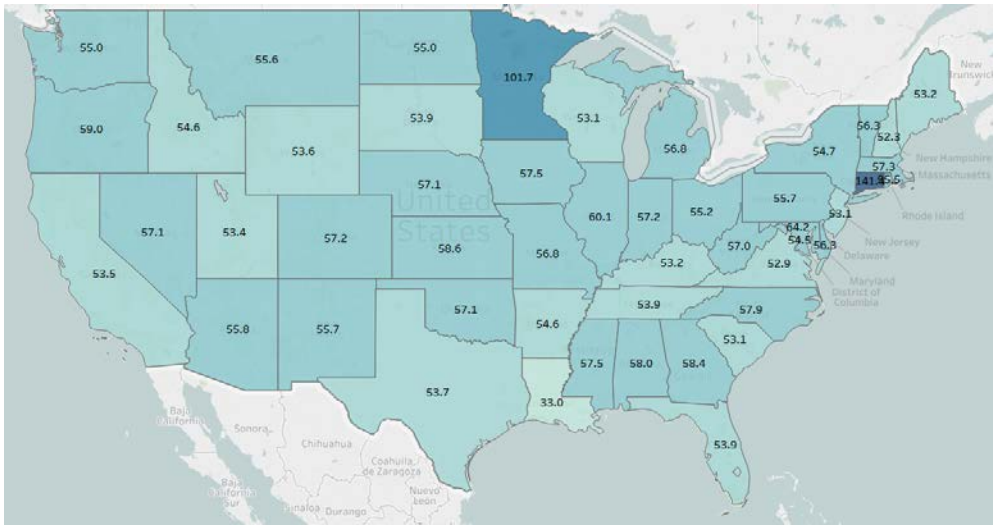 55.0
55.6
55.0
101.7
53.2
59.0
54.6
53.9
53.1
56.3
52.3
New
Brunswick
53.6
56.8
54.7
57.3
New Hampshire
Massachusetts
57.1
57.5
United
States
55.7
53.1
Rhode Island
57.1
53.4
57.2
58.6
56.8
60.1
57.2
55.2
57.0
64.2
54.5
56.3
New Jersey
Delaware
Maryland
District of
Columbia
53.5
53.2
52.9
55.8
55.7
57.1
54.6
53.9
57.9
53.1
53.7
33.0
57.5
58.0
58.4
53.9
Baja
California
Sonora
Chihuahua
Coahuila
de Zaragoza
Baja
California
Sur
Sinaloa
Durango
Nuevo
León